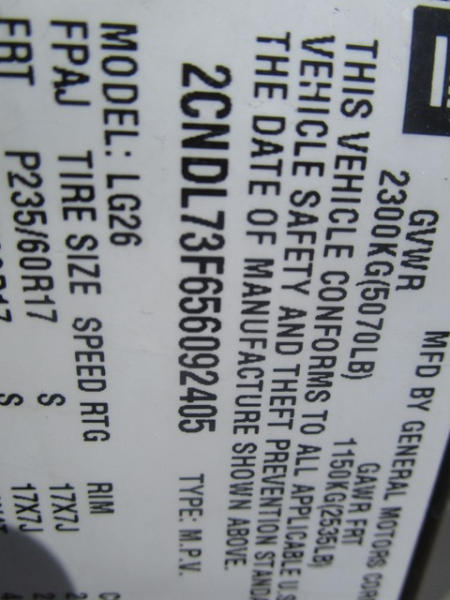 MFD BY GENERAL MOTORS CORP
GVWR GAWR FRT
2300KG(5070LB) 1150KG(2535LB)
THIS VEHICLE CONFORMS TO ALL APPLICABLE U.S
VEHICLE SAFETY AND THEFT PREVENTION
THE DATE OF MANUFACTURE SHOWN ABOVE.
2CNDL73F656092405 TYPE: M.P.V.
MODEL: LG26
FPAJ TIRE SIZE SPEED RTG RIM
FRT P235/60R17 S 17X7J
S 17X7J